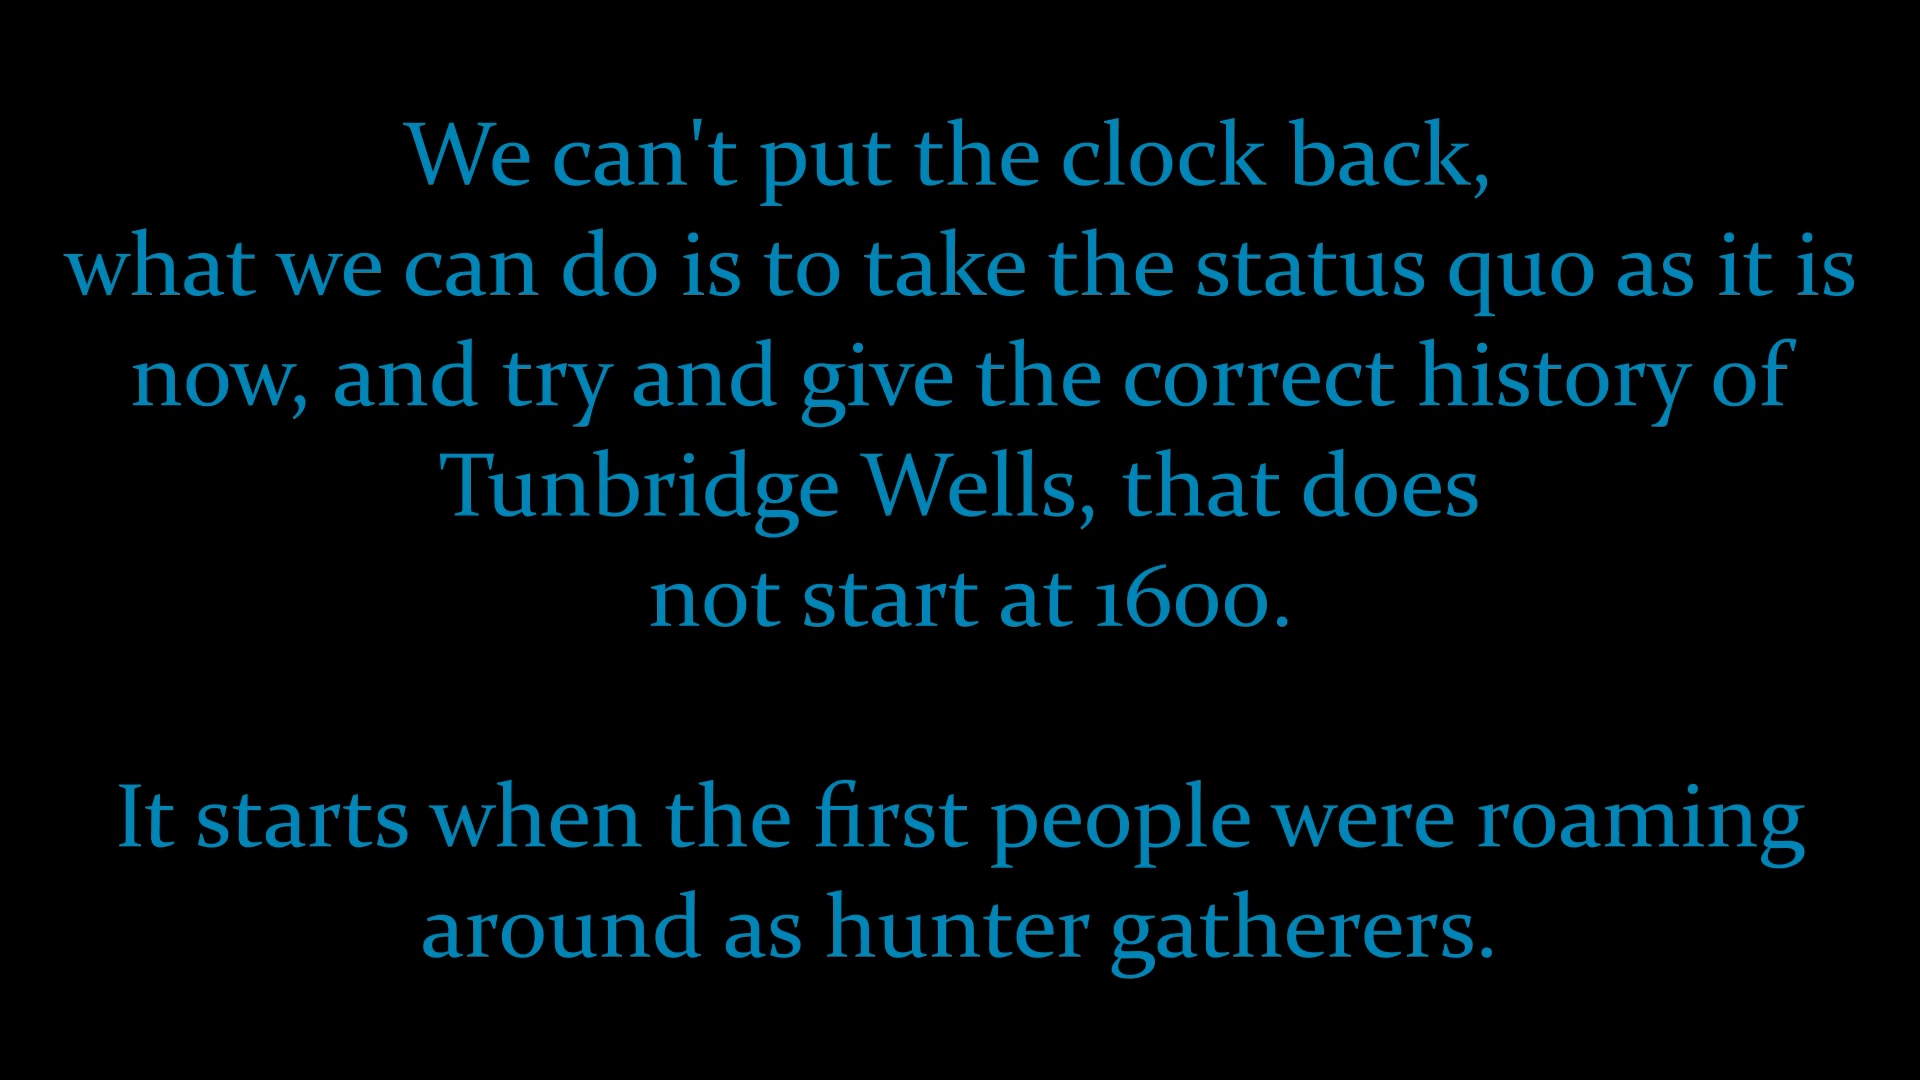 We can't put the clock back,
what we can do is to take the status quo as it is
now, and try and give the correct history of
Tunbridge Wells, that does
not start at 1600.
It starts when the first people were roaming
around as hunter gatherers.